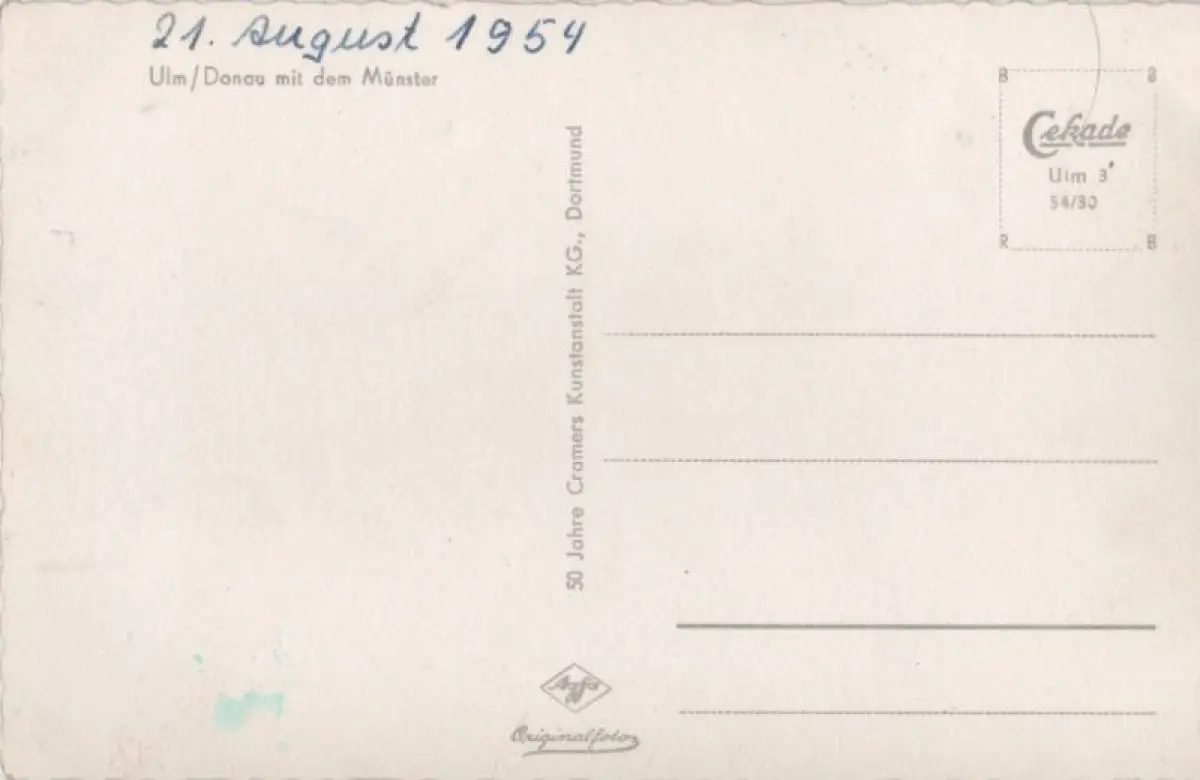 21. August 1954
Ulm/Donau mit dem Münster
50 Jahre Cramers Kunstanstalt KG., Dortmund
B B
Cekade
Ulm 3
54/30
R B
Agfa
Originalfoto